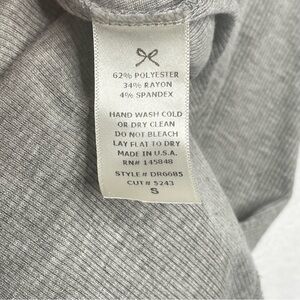 62% POLYESTER
34% RAYON
4% SPANDEX
HAND WASH COLD
OR DRY CLEAN
DO NOT BLEACH
LAY FLAT TO DRY
MADE IN U.S.A.
RN# 145848
STYLE # DR6685
CUT # 5243
S